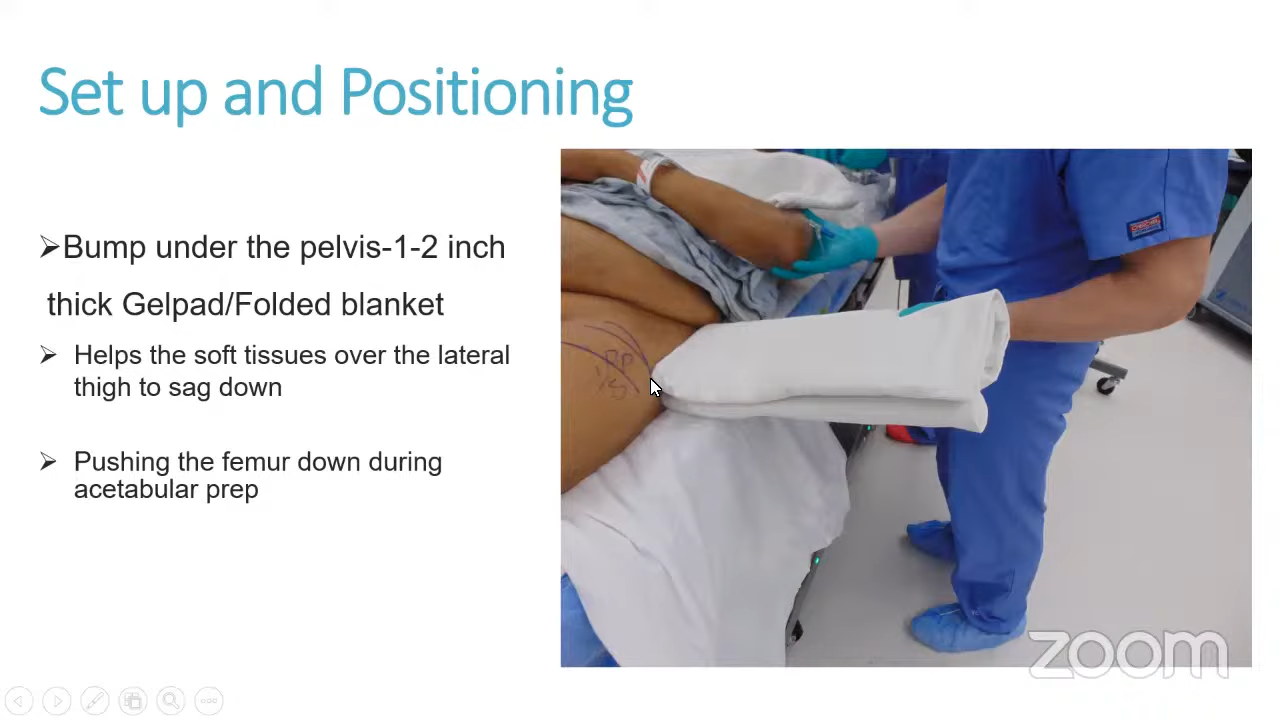 Set up and Positioning
➢Bump under the pelvis-1-2 inch
thick Gelpad/Folded blanket
➢ Helps the soft tissues over the lateral
thigh to sag down
➢ Pushing the femur down during
acetabular prep
zoom